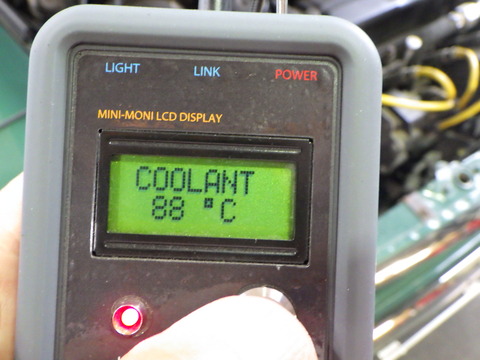 LIGHT LINK POWER
MINI-MONI LCD DISPLAY
COOLANT
88 °C